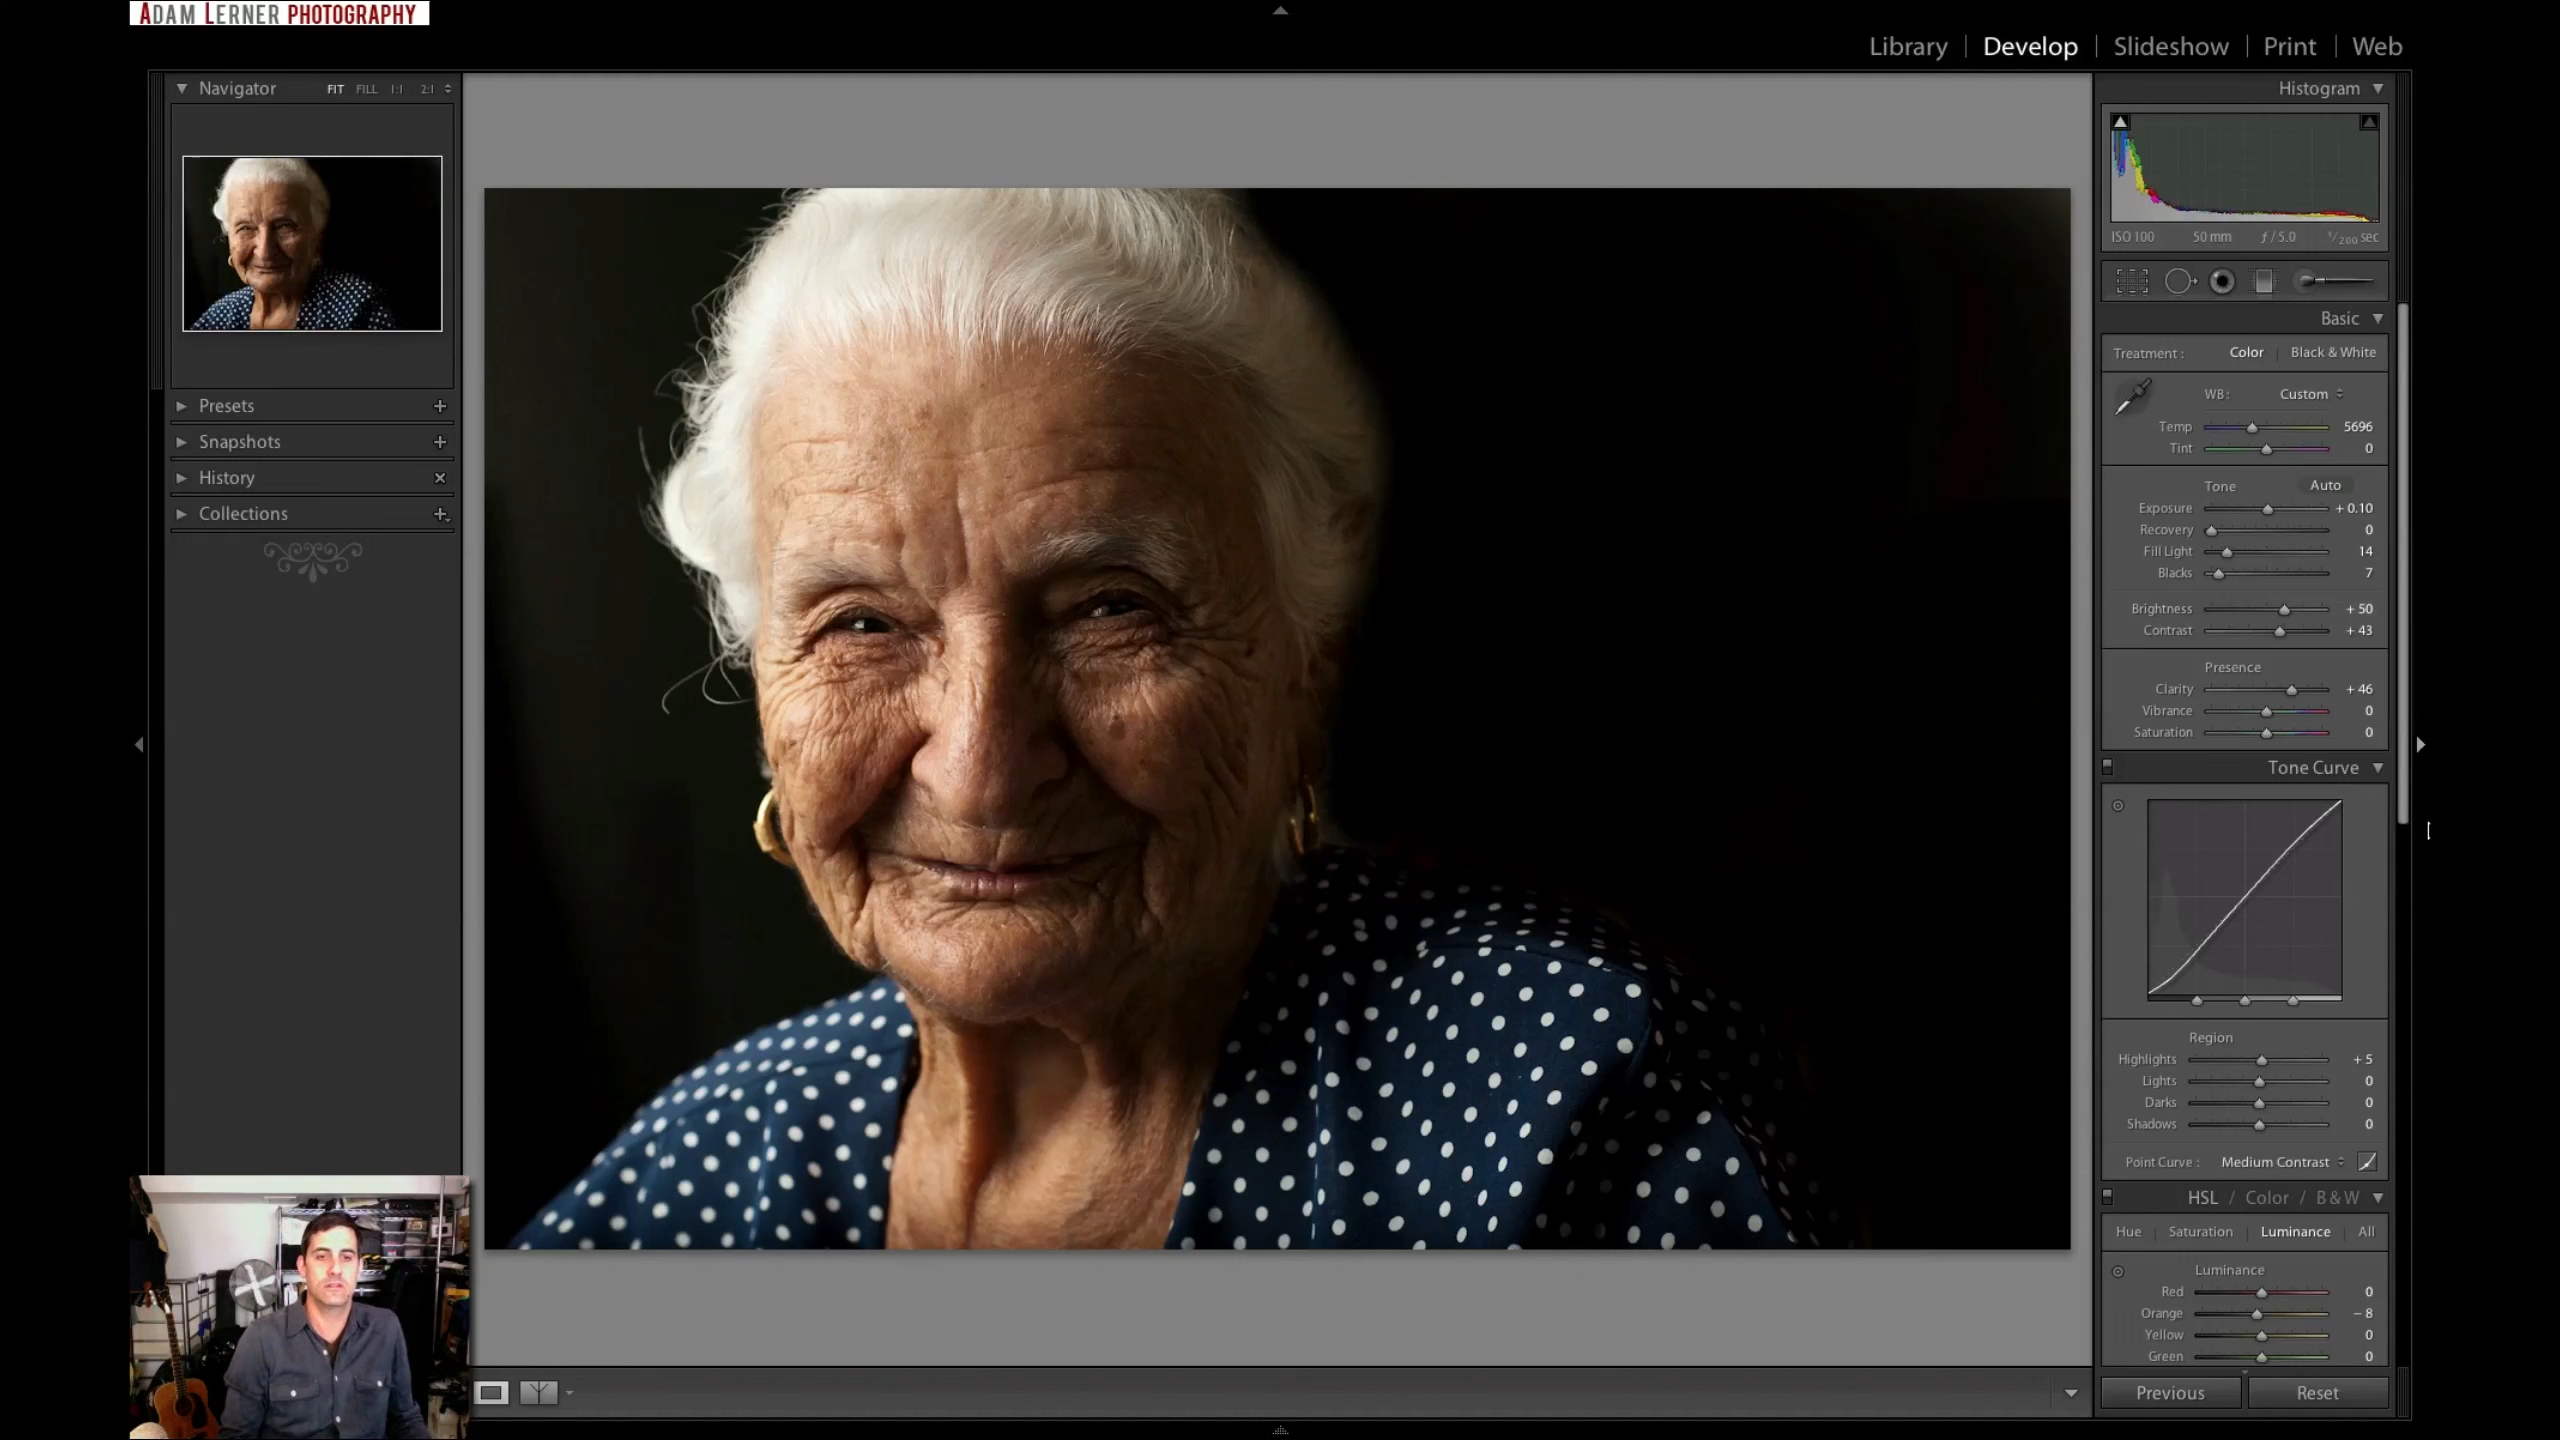 ADAM LERNER PHOTOGRAPHY
Library | Develop | Slideshow | Print | Web
Navigator FIT FILL 1:1 2:1
Presets
Snapshots
History
Collections
Histogram
ISO 100 50 mm ƒ / 5.0 1/200 sec
Basic
Treatment : Color Black & White
WB : Custom
Temp 5696
Tint 0
Tone Auto
Exposure + 0.10
Recovery 0
Fill Light 14
Blacks 7
Brightness + 50
Contrast + 43
Presence
Clarity + 46
Vibrance 0
Saturation 0
Tone Curve
Region
Highlights + 5
Lights 0
Darks 0
Shadows 0
Point Curve : Medium Contrast
HSL / Color / B & W
Hue Saturation Luminance All
Luminance
Red 0
Orange – 8
Yellow 0
Green 0
Previous Reset